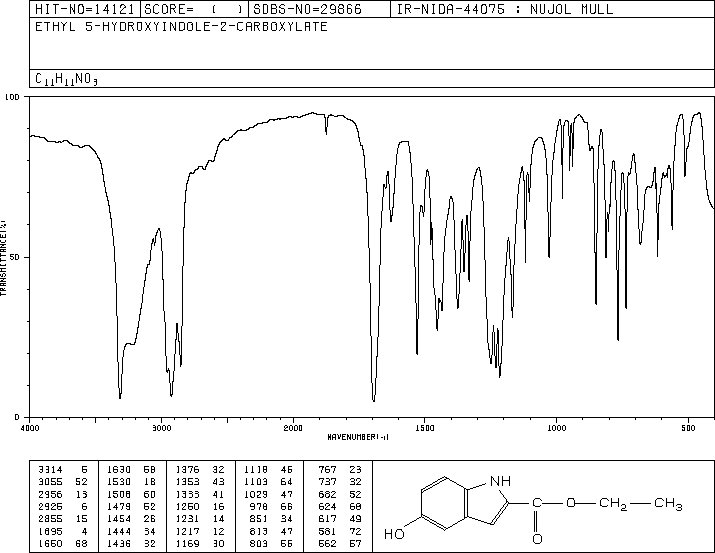 HIT-NO=14121 SCORE= ( ) SDBS-NO=29866 IR-NIDA-44075 : NUJOL MULL
ETHYL 5-HYDROXYINDOLE-2-CARBOXYLATE
C11H11NO3
100
50
0
TRANSMITTANCE(%)
4000 3000 2000 1500 1000 500
WAVENUMBER(-1)
3314 5 1630 58 1376 32 1118 46 767 23
3055 52 1530 18 1353 43 1103 64 737 32
2956 13 1508 60 1333 41 1029 47 682 52
2925 6 1479 52 1250 16 978 66 624 68
2855 15 1454 26 1231 14 851 34 617 49
1695 4 1444 34 1217 12 813 47 581 72
1650 68 1436 32 1169 30 803 55 562 57
NH
C O CH2 CH3
HO
O